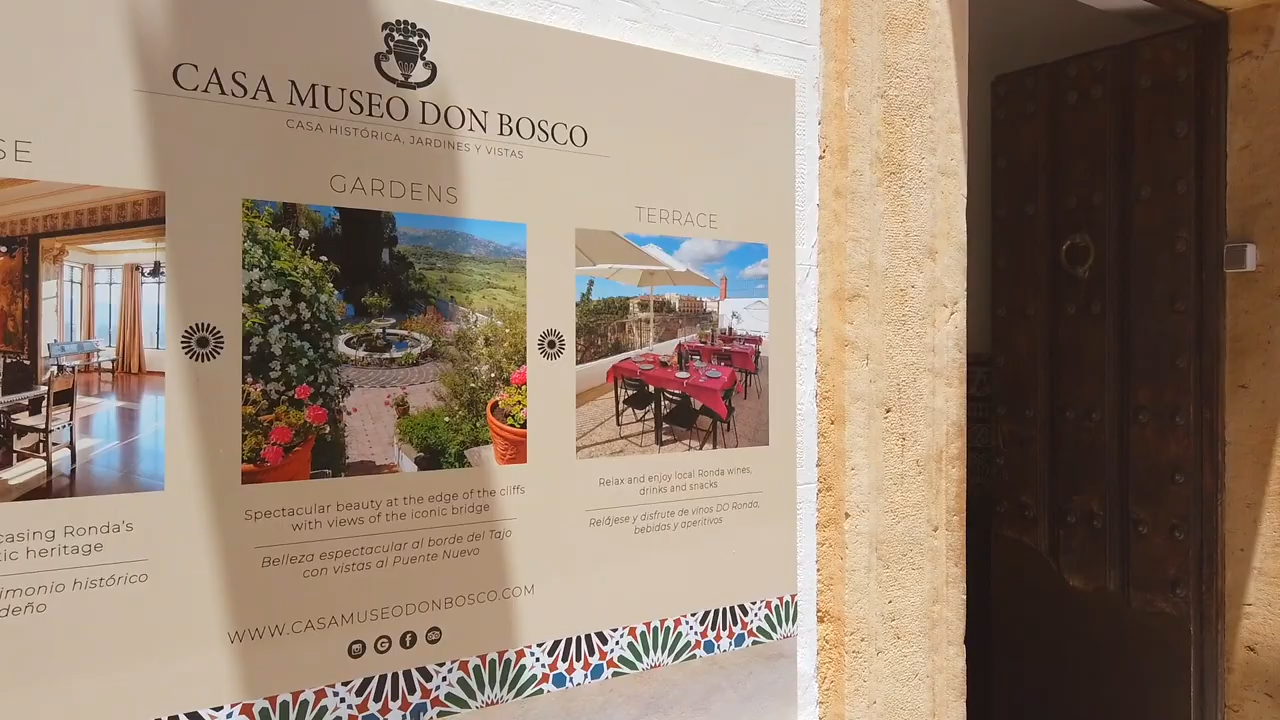 CASA MUSEO DON BOSCO
CASA HISTÓRICA, JARDINES Y VISTAS
SE
casing Ronda's
tic heritage
imonio histórico
deño
GARDENS
Spectacular beauty at the edge of the cliffs
with views of the iconic bridge
Belleza espectacular al borde del Tajo
con vistas al Puente Nuevo
TERRACE
Relax and enjoy local Ronda wines,
drinks and snacks
Relájese y disfrute de vinos DO Ronda,
bebidas y aperitivos
WWW.CASAMUSEODONBOSCO.COM